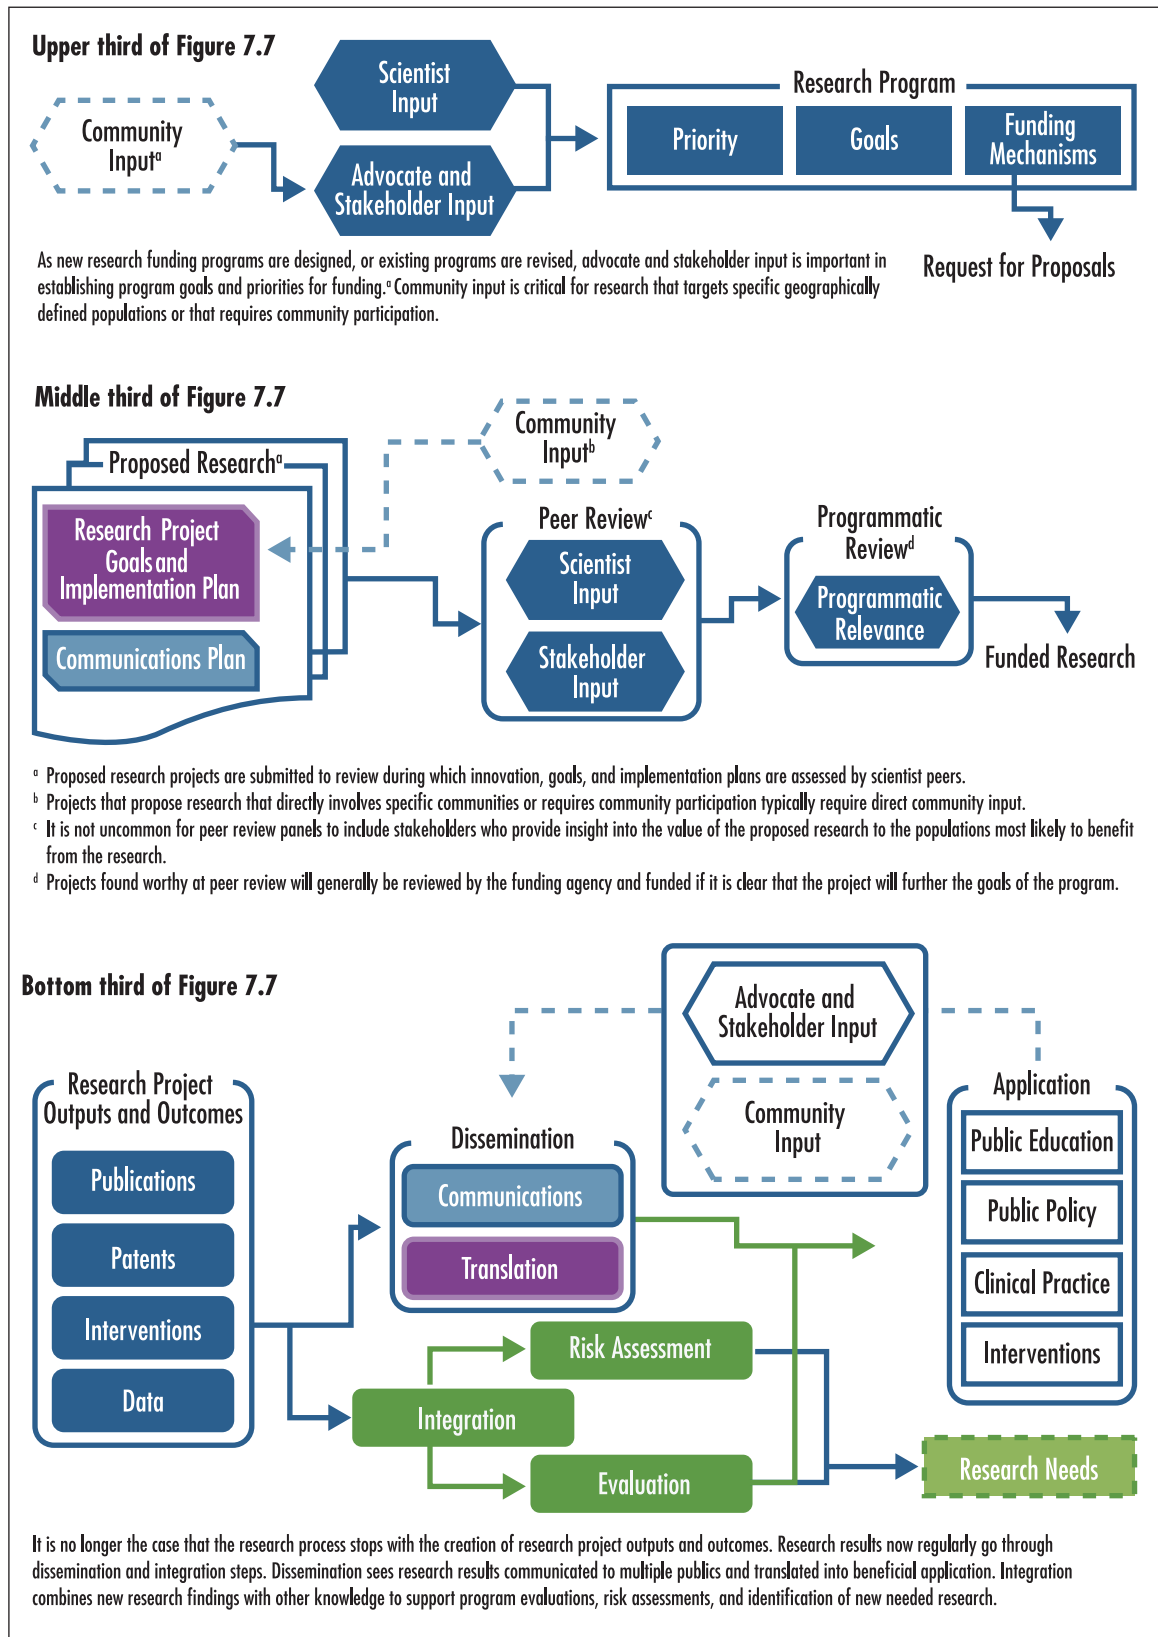 Upper third of Figure 7.7
Community
Inputᵃ
Scientist
Input
Advocate and
Stakeholder Input
Research Program
Priority
Goals
Funding
Mechanisms
Request for Proposals
As new research funding programs are designed, or existing programs are revised, advocate and stakeholder input is important in
establishing program goals and priorities for funding.ᵃ Community input is critical for research that targets specific geographically
defined populations or that requires community participation.
Middle third of Figure 7.7
Proposed Researchᵃ
Research Project
Goals and
Implementation Plan
Communications Plan
Community
Inputᵇ
Peer Reviewᶜ
Scientist
Input
Stakeholder
Input
Programmatic
Reviewᵈ
Programmatic
Relevance
Funded Research
ᵃ Proposed research projects are submitted to review during which innovation, goals, and implementation plans are assessed by scientist peers.
ᵇ Projects that propose research that directly involves specific communities or requires community participation typically require direct community input.
ᶜ It is not uncommon for peer review panels to include stakeholders who provide insight into the value of the proposed research to the populations most likely to benefit
from the research.
ᵈ Projects found worthy at peer review will generally be reviewed by the funding agency and funded if it is clear that the project will further the goals of the program.
Bottom third of Figure 7.7
Research Project
Outputs and Outcomes
Publications
Patents
Interventions
Data
Dissemination
Communications
Translation
Integration
Risk Assessment
Evaluation
Advocate and
Stakeholder Input
Community
Input
Application
Public Education
Public Policy
Clinical Practice
Interventions
Research Needs
It is no longer the case that the research process stops with the creation of research project outputs and outcomes. Research results now regularly go through
dissemination and integration steps. Dissemination sees research results communicated to multiple publics and translated into beneficial application. Integration
combines new research findings with other knowledge to support program evaluations, risk assessments, and identification of new needed research.